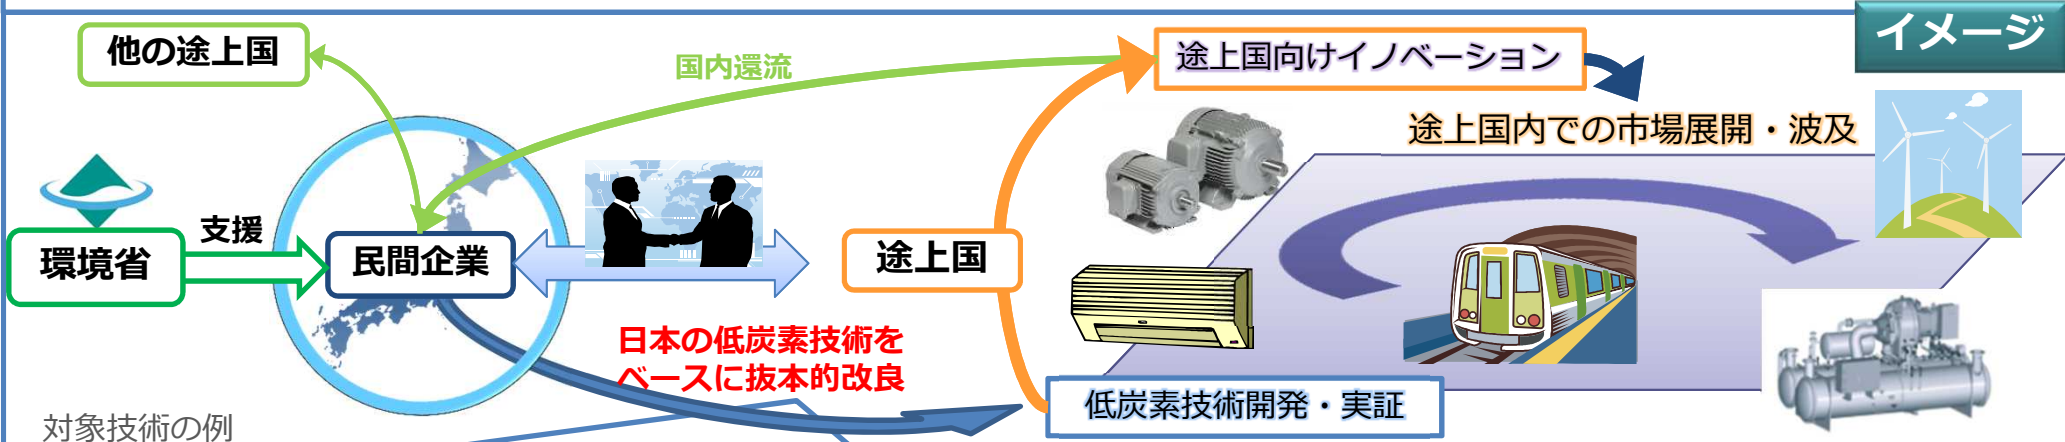 イメージ
他の途上国
国内還流
途上国向けイノベーション
途上国内での市場展開・波及
支援
環境省
民間企業
途上国
日本の低炭素技術を
ベースに抜本的改良
低炭素技術開発・実証
対象技術の例